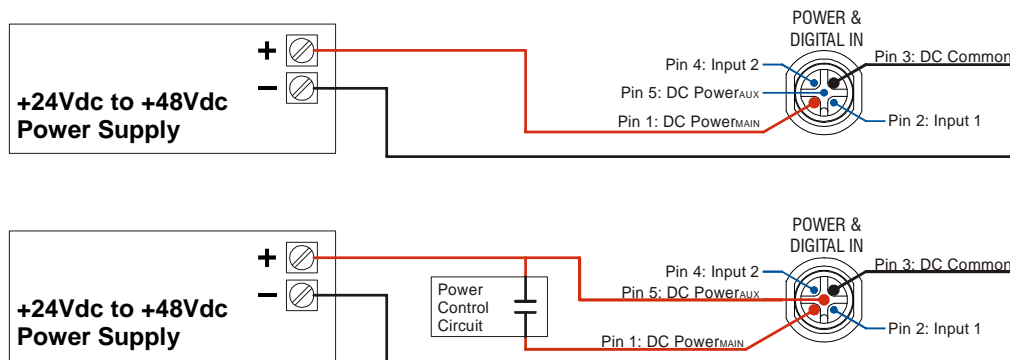 POWER &
DIGITAL IN
Pin 3: DC Common
Pin 4: Input 2
+
−
+24Vdc to +48Vdc
Power Supply
Pin 5: DC PowerAUX
Pin 1: DC PowerMAIN
Pin 2: Input 1
POWER &
DIGITAL IN
Pin 3: DC Common
Pin 4: Input 2
+
−
+24Vdc to +48Vdc
Power Supply
Power
Control
Circuit
Pin 5: DC PowerAUX
Pin 1: DC PowerMAIN
Pin 2: Input 1